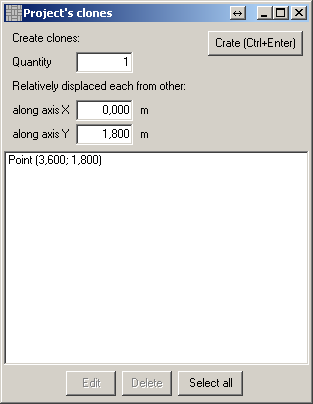 Project's clones
Create clones:
Crate (Ctrl+Enter)
Quantity 1
Relatively displaced each from other:
along axis X 0,000 m
along axis Y 1,800 m
Point (3,600; 1,800)
Edit Delete Select all